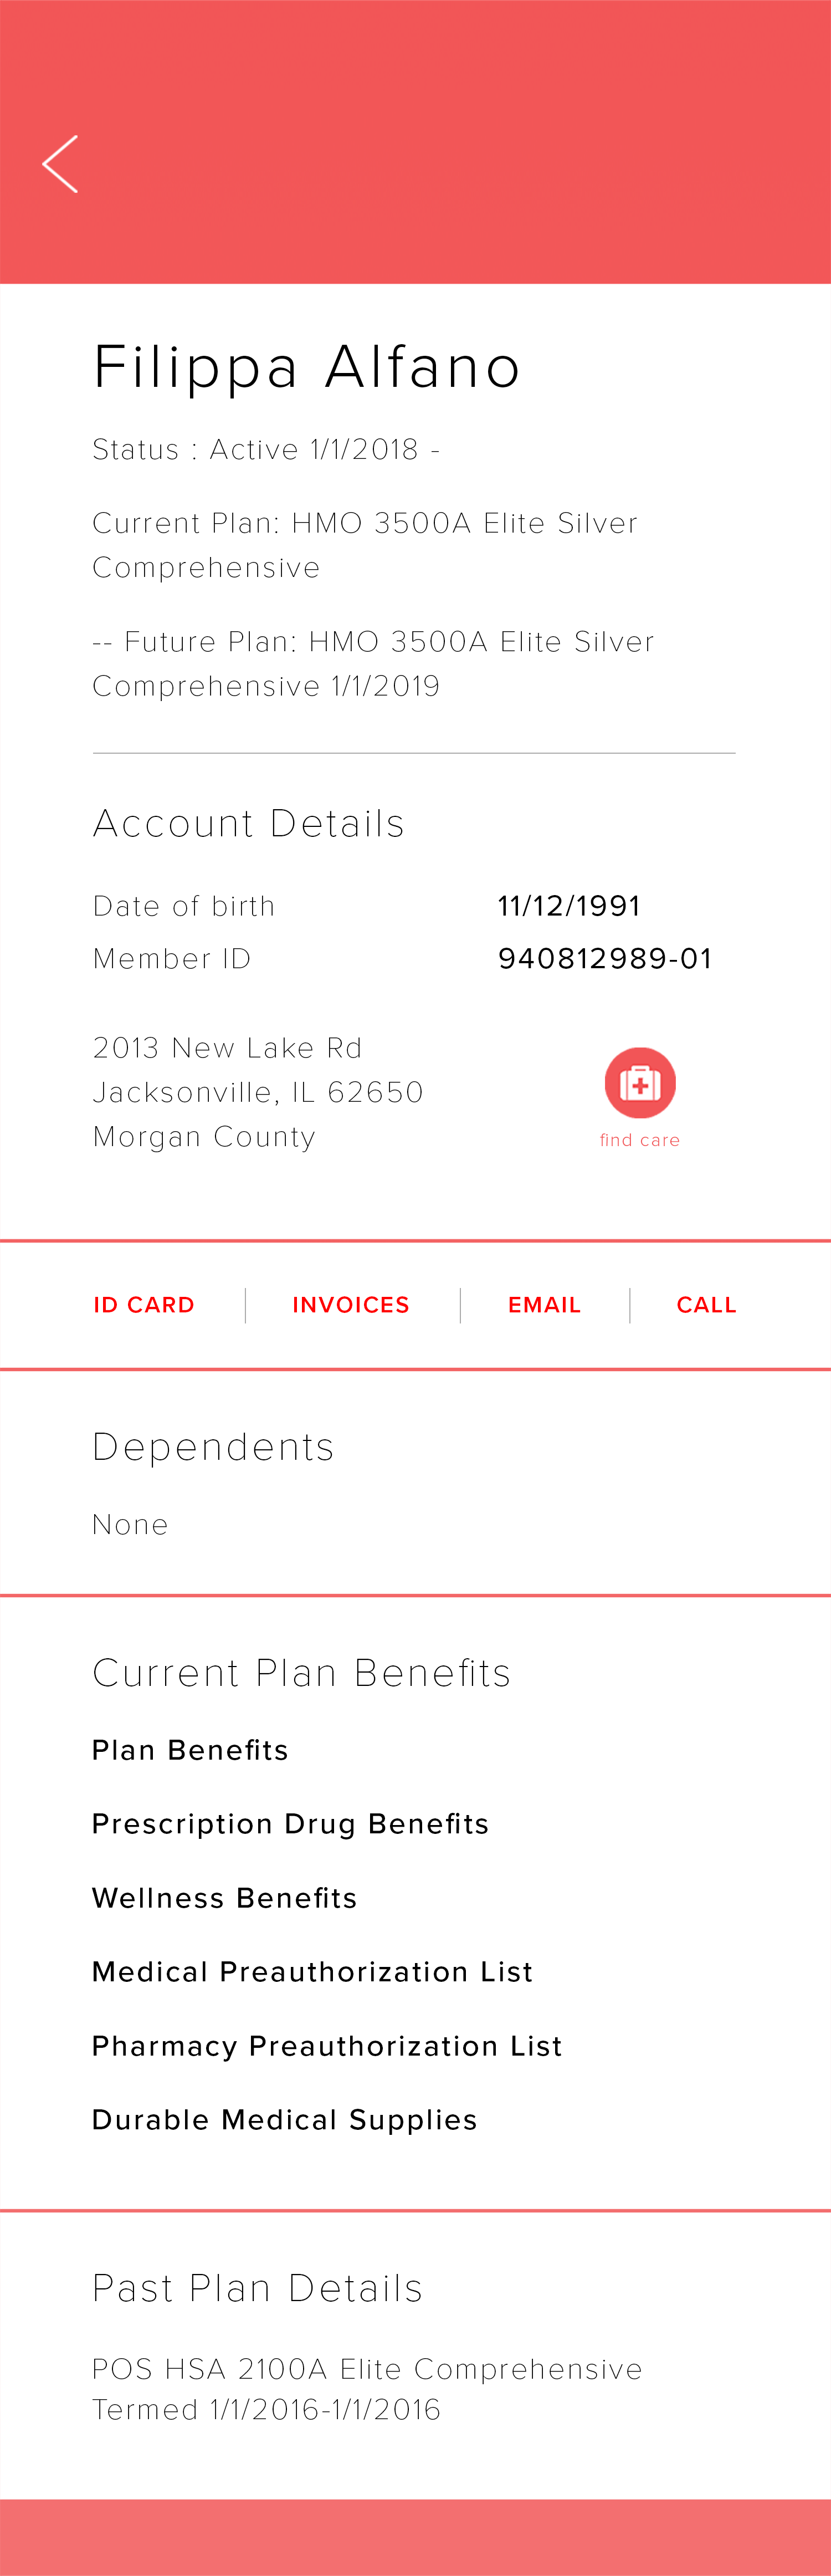 Filippa Alfano
Status : Active 1/1/2018 -
Current Plan: HMO 3500A Elite Silver
Comprehensive
-- Future Plan: HMO 3500A Elite Silver
Comprehensive 1/1/2019
Account Details
Date of birth 11/12/1991
Member ID 940812989-01
2013 New Lake Rd
Jacksonville, IL 62650
Morgan County
find care
ID CARD INVOICES EMAIL CALL
Dependents
None
Current Plan Benefits
Plan Benefits
Prescription Drug Benefits
Wellness Benefits
Medical Preauthorization List
Pharmacy Preauthorization List
Durable Medical Supplies
Past Plan Details
POS HSA 2100A Elite Comprehensive
Termed 1/1/2016-1/1/2016